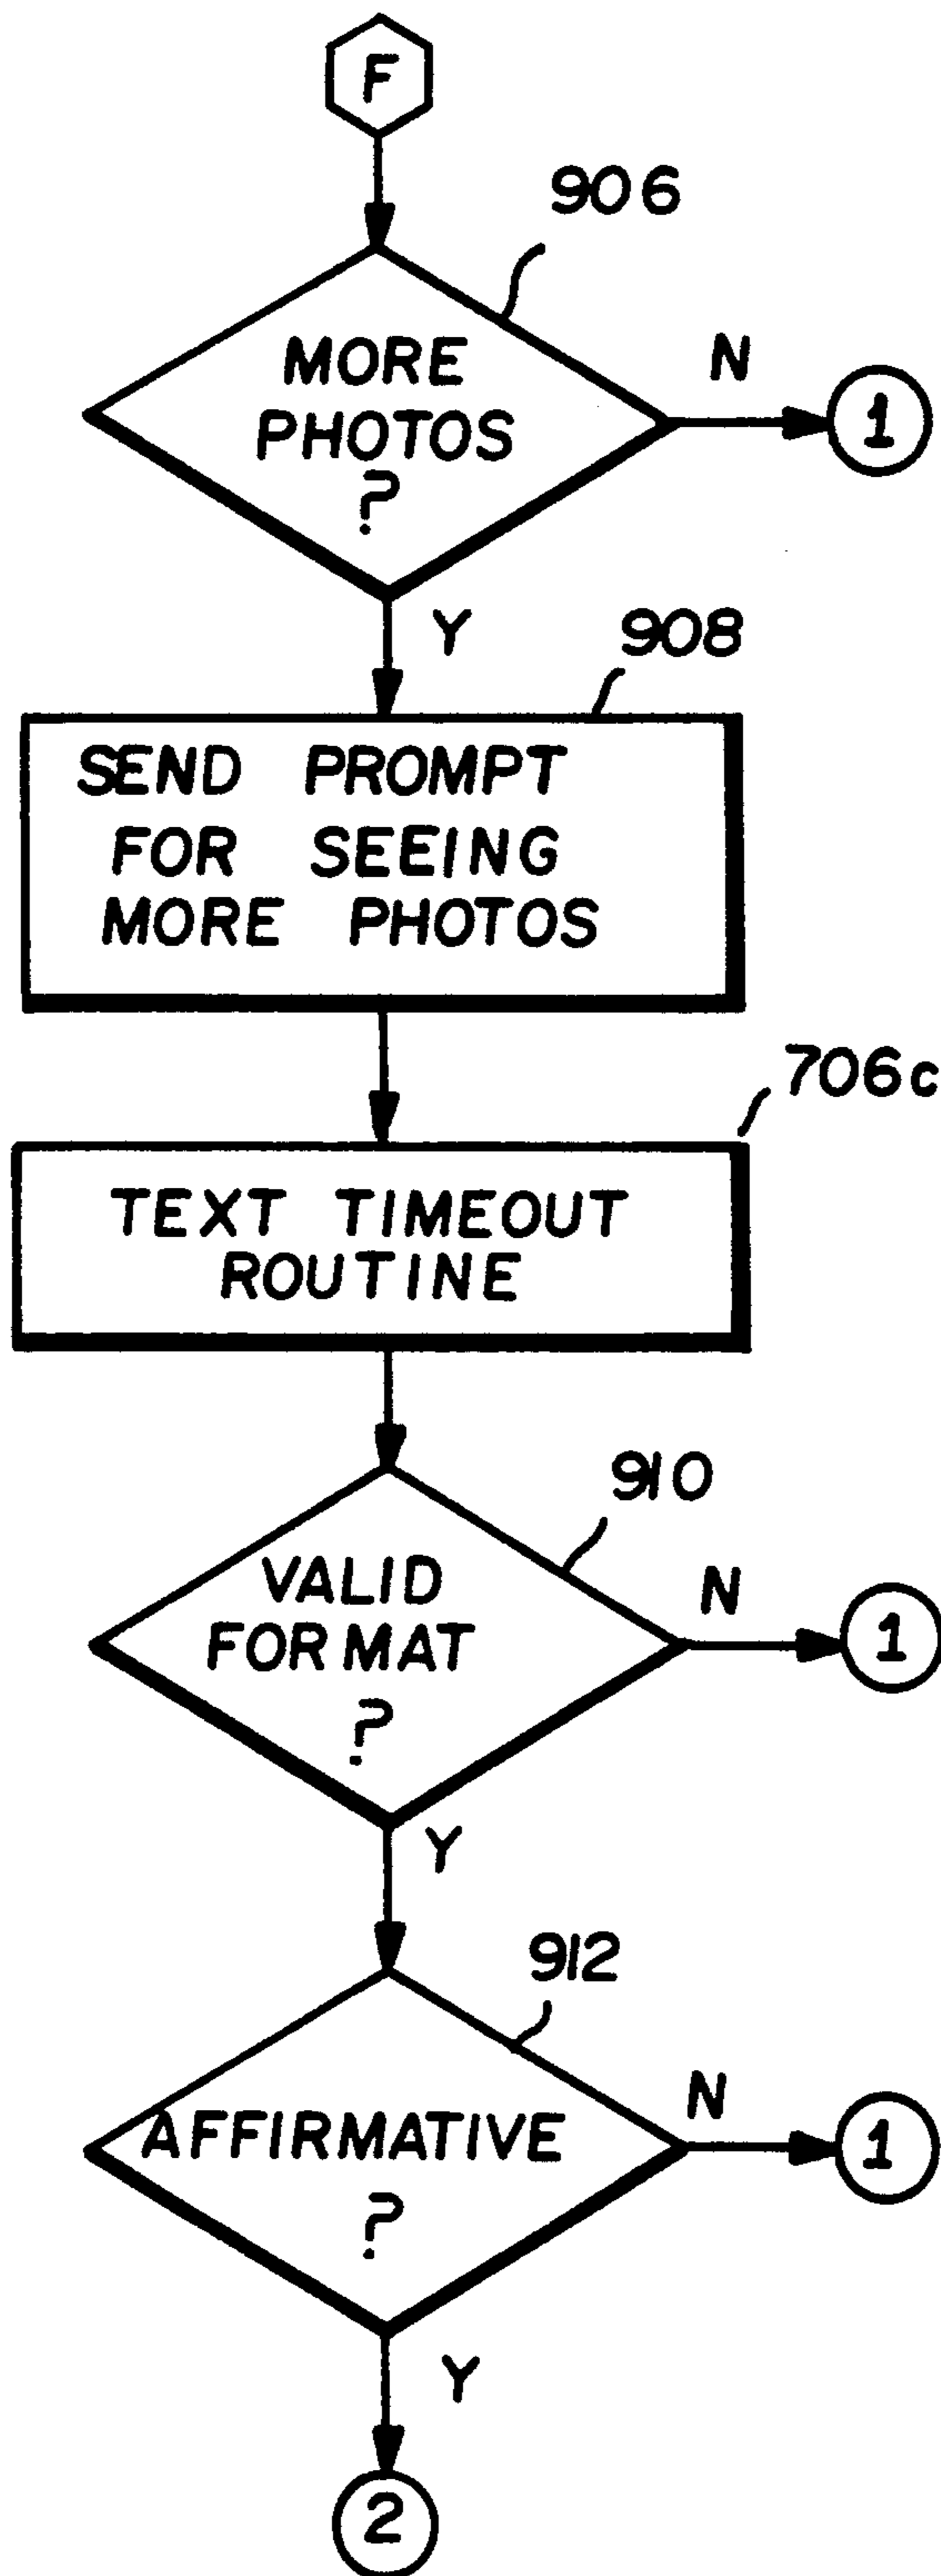 F
906
MORE
PHOTOS
?
N
1
Y
908
SEND PROMPT
FOR SEEING
MORE PHOTOS
706c
TEXT TIMEOUT
ROUTINE
910
VALID
FORMAT
?
N
1
Y
912
AFFIRMATIVE
?
N
1
Y
2